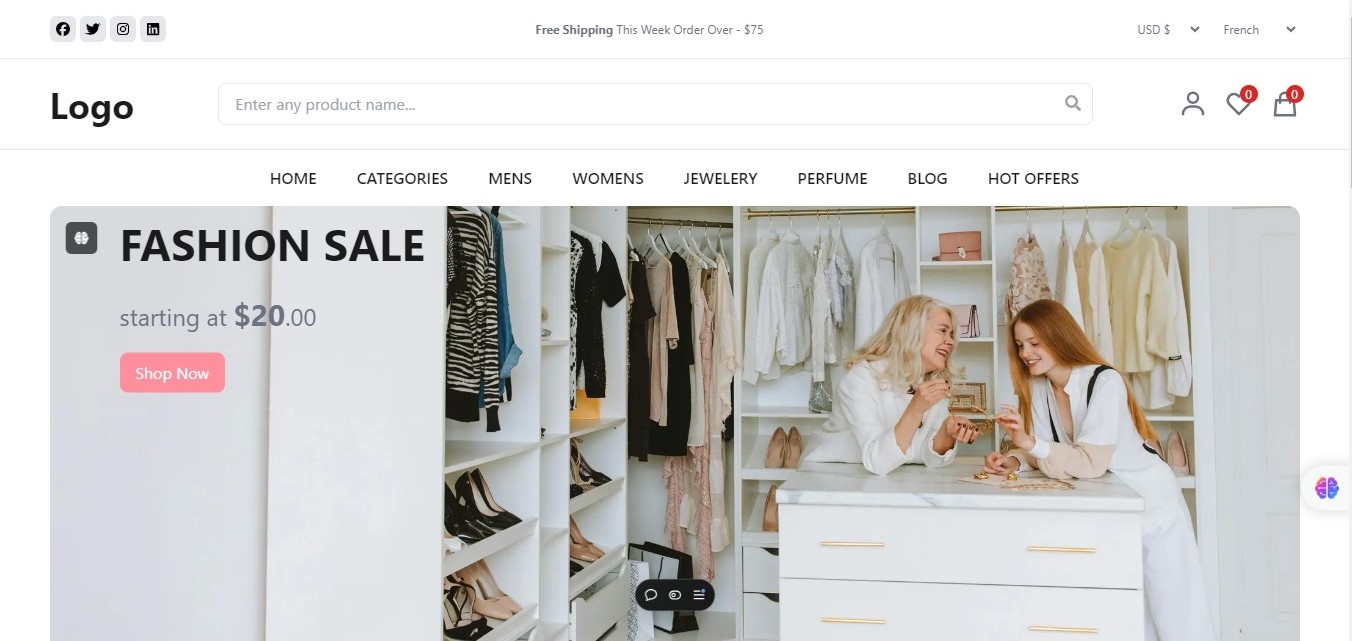 Free Shipping This Week Order Over - $75
USD $
French
Logo
Enter any product name...
0
0
HOME
CATEGORIES
MENS
WOMENS
JEWELERY
PERFUME
BLOG
HOT OFFERS
FASHION SALE
starting at $20.00
Shop Now